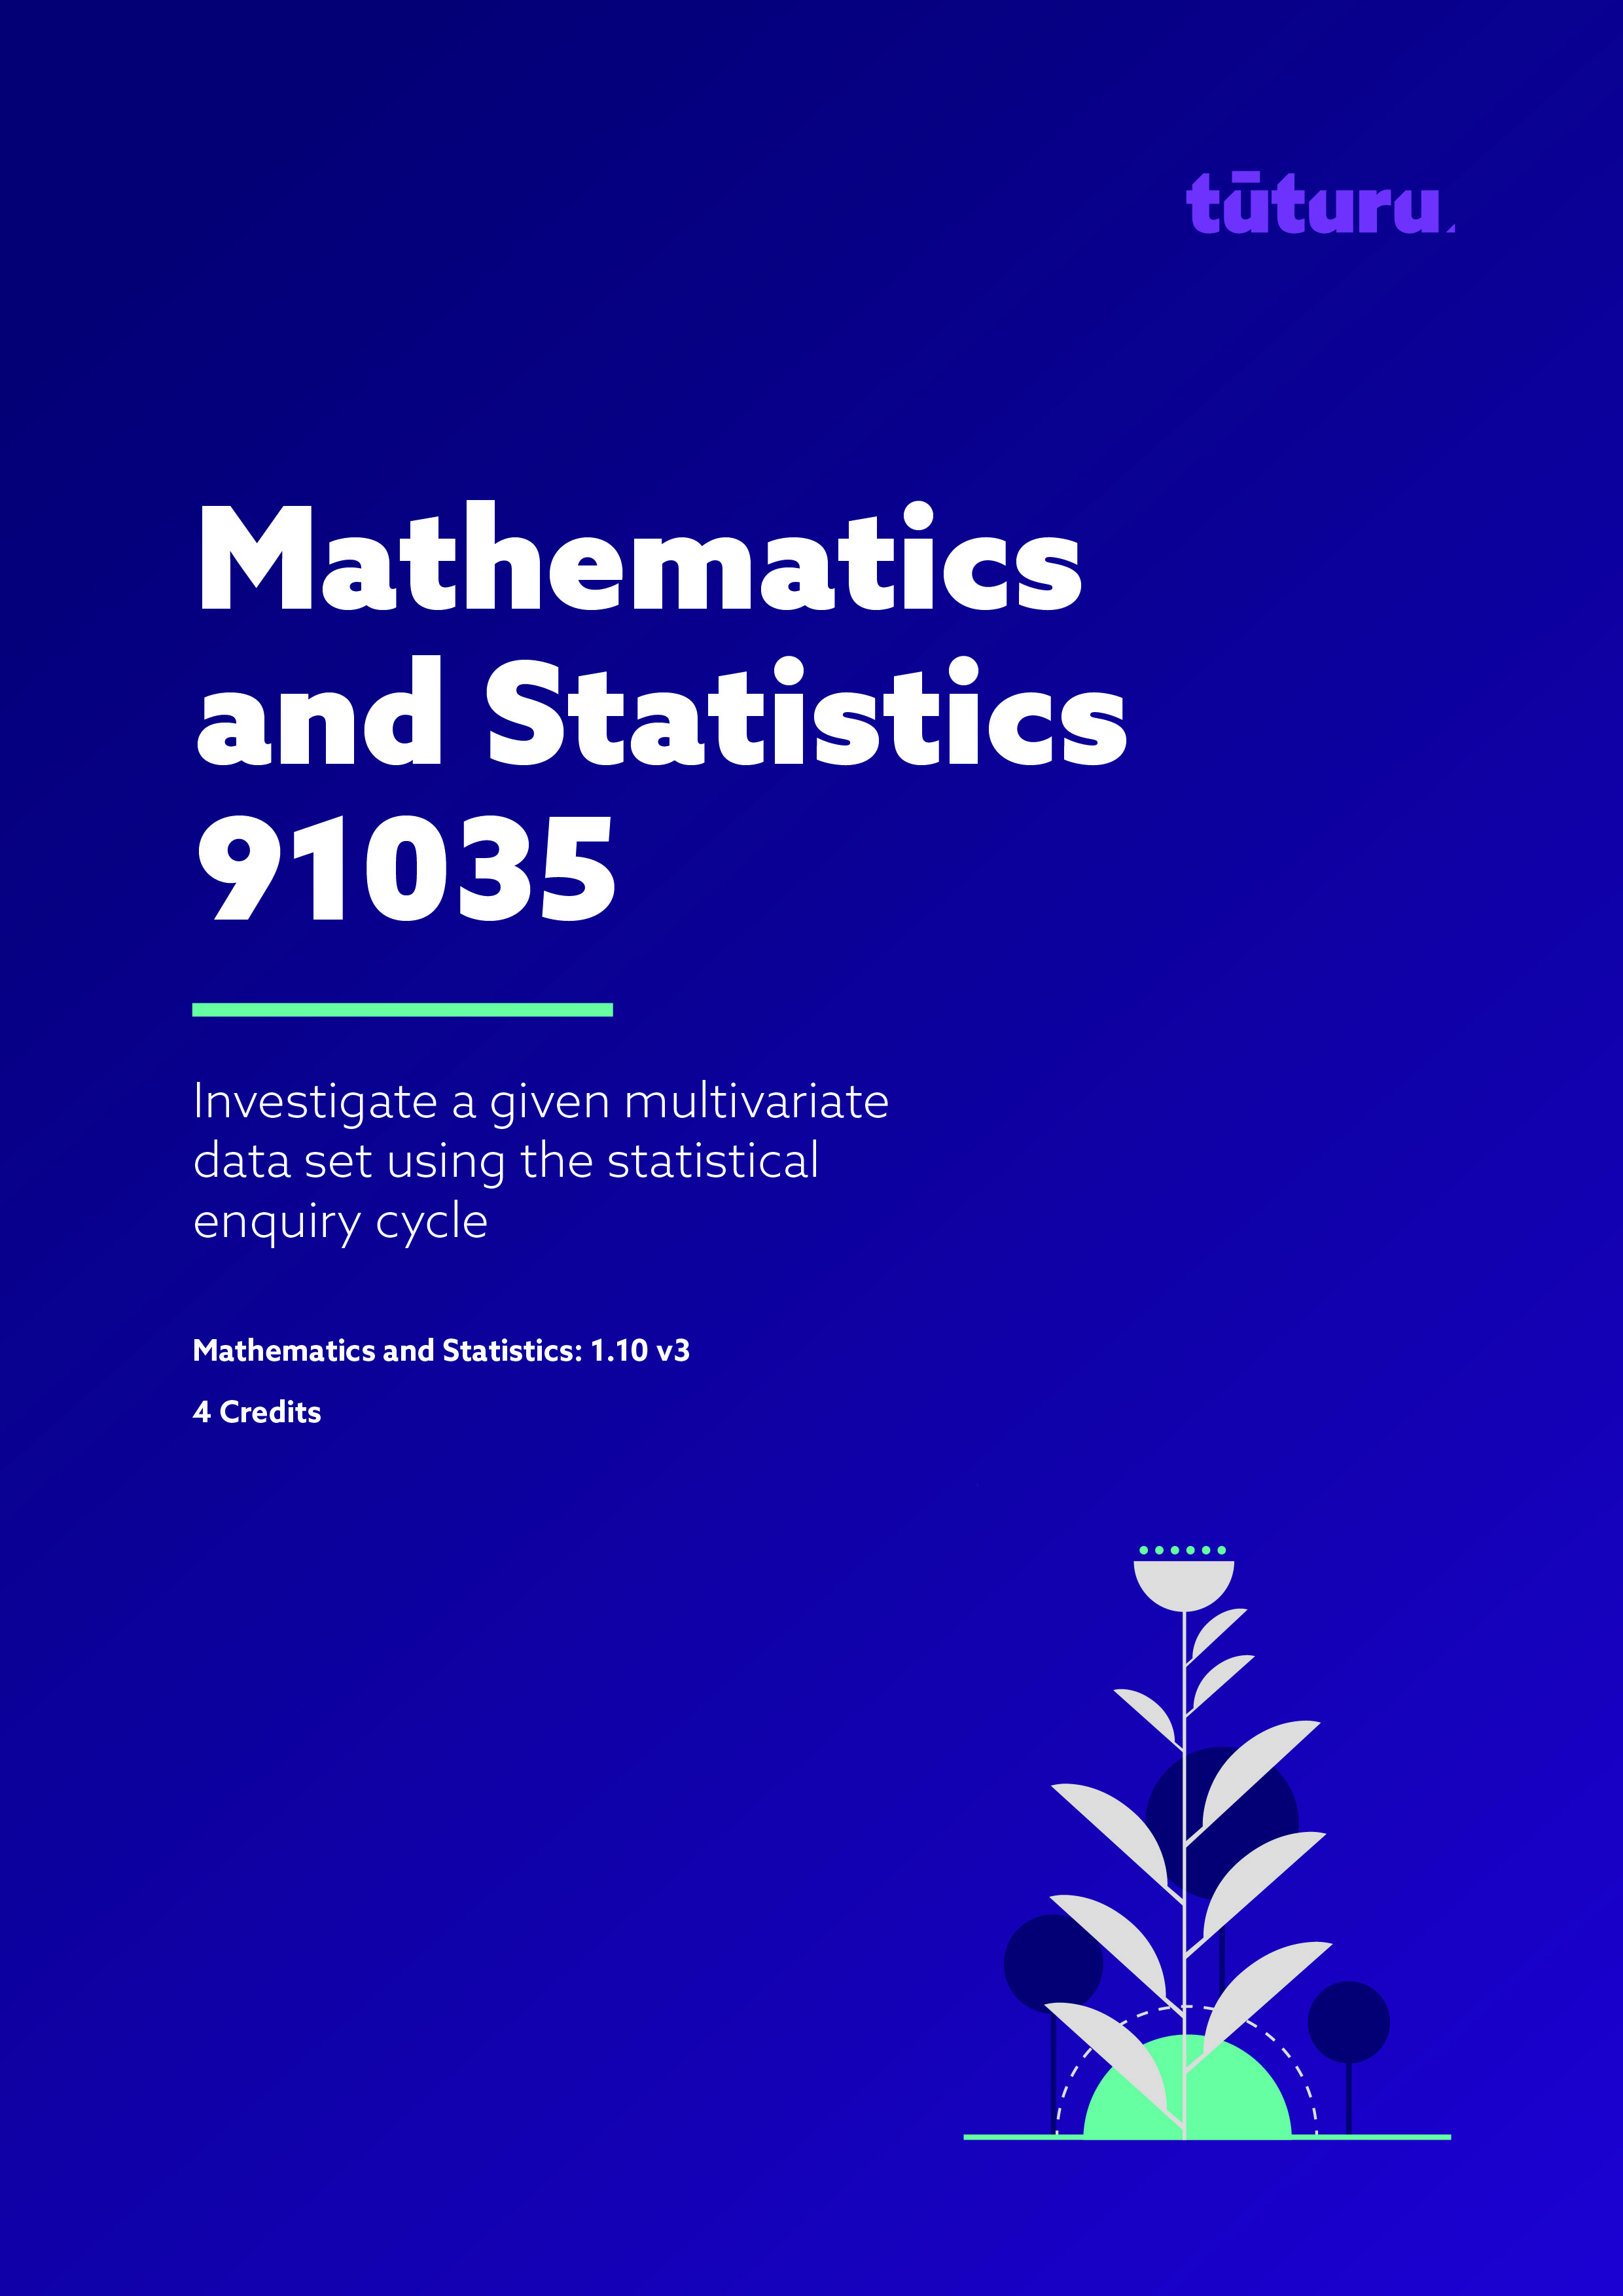 tūturu.
Mathematics
and Statistics
91035
Investigate a given multivariate
data set using the statistical
enquiry cycle
Mathematics and Statistics: 1.10 v3
4 Credits